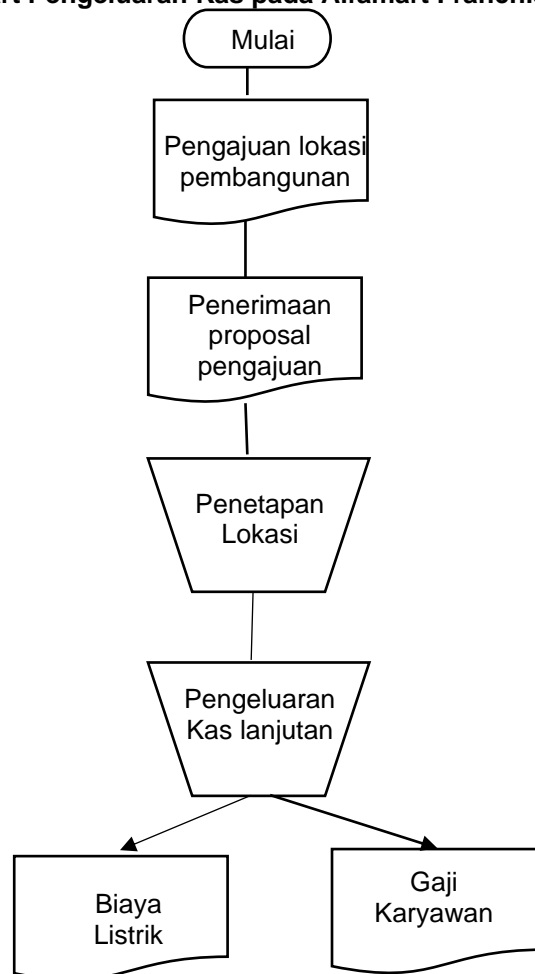 Pengeluaran Kas pada Alfamart
Mulai
Pengajuan lokasi
pembangunan
Penerimaan
proposal
pengajuan
Penetapan
Lokasi
Pengeluaran
Kas lanjutan
Biaya
Listrik
Gaji
Karyawan